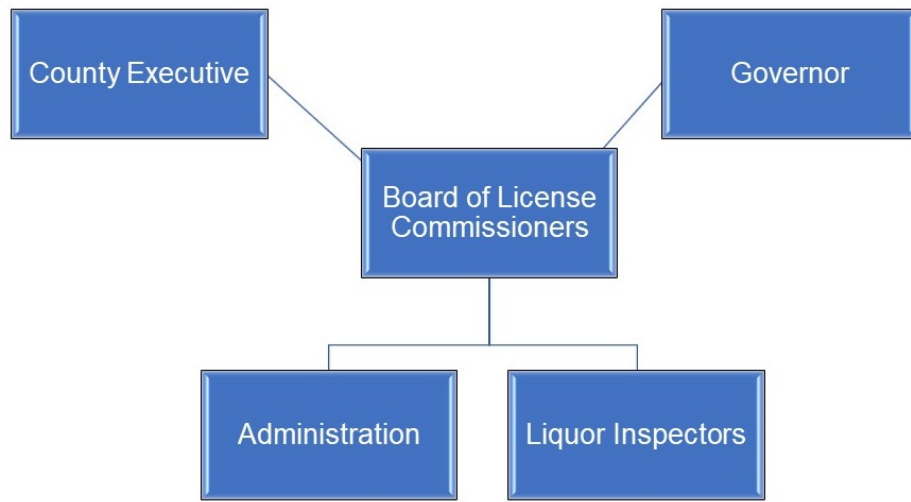 County Executive
Governor
Board of License
Commissioners
Administration
Liquor Inspectors